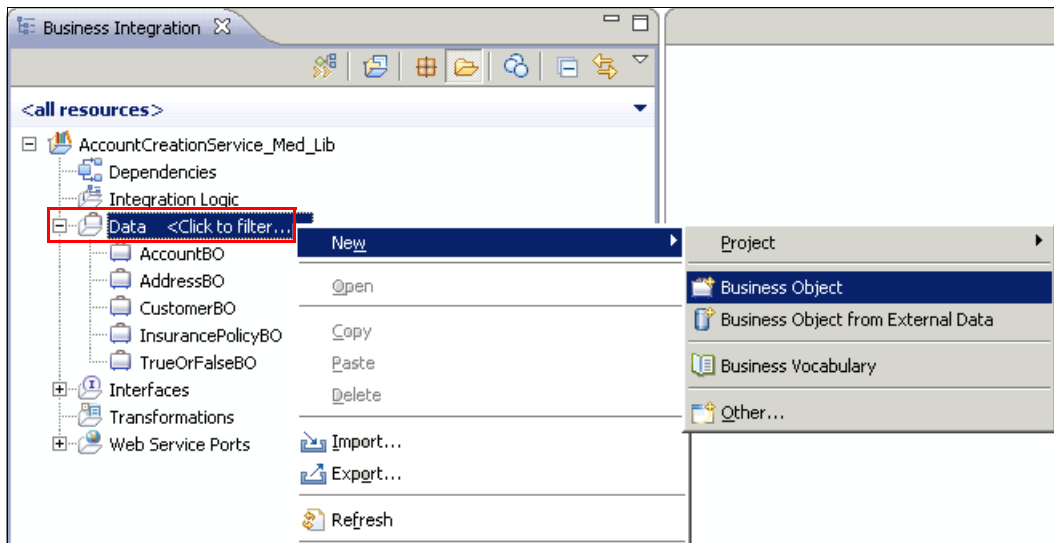 Business Integration
<all resources>
AccountCreationService_Med_Lib
Dependencies
Integration Logic
Data <Click to filter...
AccountBO
AddressBO
CustomerBO
InsurancePolicyBO
TrueOrFalseBO
Interfaces
Transformations
Web Service Ports
New
Open
Copy
Paste
Delete
Import...
Export...
Refresh
Project
Business Object
Business Object from External Data
Business Vocabulary
Other...